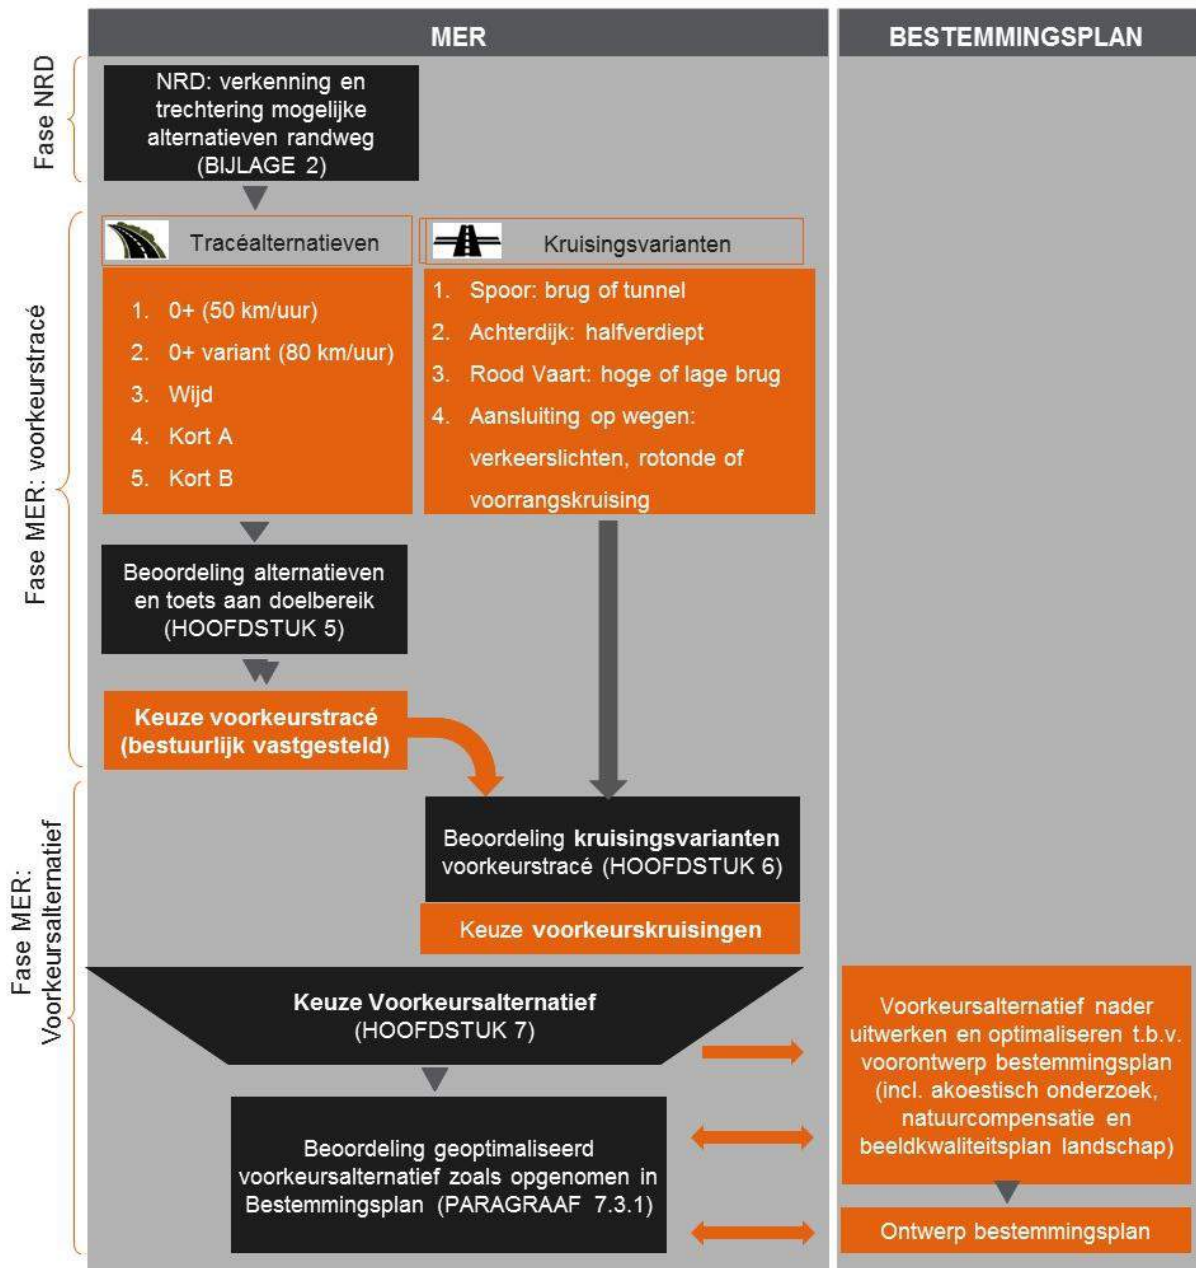 MER
BESTEMMINGSPLAN
Fase NRD
NRD: verkenning en
trechtering mogelijke
alternatieven randweg
(BIJLAGE 2)
Fase MER: voorkeurstracé
Tracéalternatieven
1. 0+ (50 km/uur)
2. 0+ variant (80 km/uur)
3. Wijd
4. Kort A
5. Kort B
Kruisingsvarianten
1. Spoor: brug of tunnel
2. Achterdijk: halfverdiept
3. Rood Vaart: hoge of lage brug
4. Aansluiting op wegen:
verkeerslichten, rotonde of
voorrangskruising
Beoordeling alternatieven
en toets aan doelbereik
(HOOFDSTUK 5)
Keuze voorkeurstracé
(bestuurlijk vastgesteld)
Fase MER:
Voorkeursalternatief
Beoordeling kruisingsvarianten
voorkeurstracé (HOOFDSTUK 6)
Keuze voorkeurskruisingen
Keuze Voorkeursalternatief
(HOOFDSTUK 7)
Beoordeling geoptimaliseerd
voorkeursalternatief zoals opgenomen in
Bestemmingsplan (PARAGRAAF 7.3.1)
Voorkeursalternatief nader
uitwerken en optimaliseren t.b.v.
voorontwerp bestemmingsplan
(incl. akoestisch onderzoek,
natuurcompensatie en
beeldkwaliteitsplan landschap)
Ontwerp bestemmingsplan